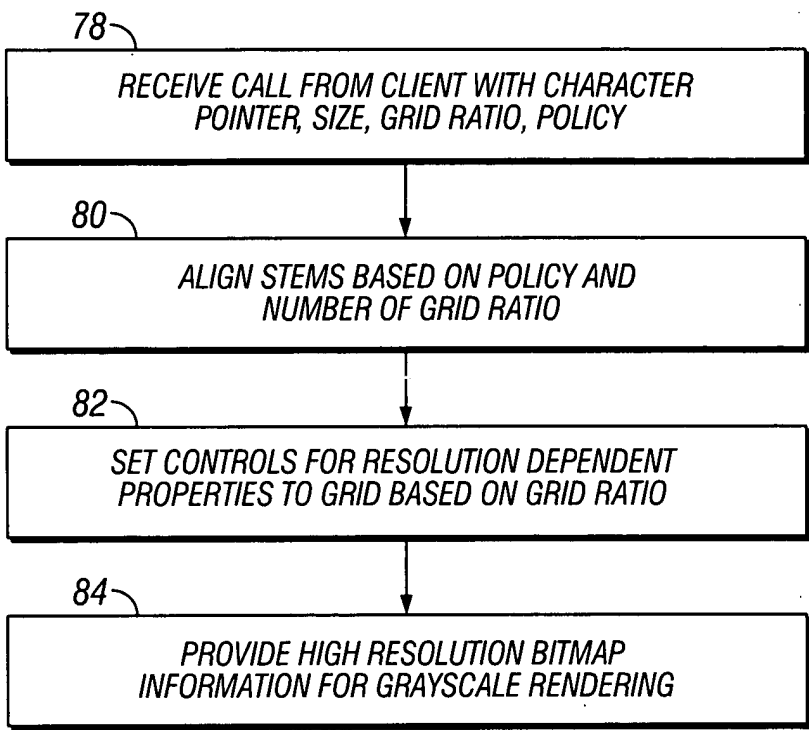 78
RECEIVE CALL FROM CLIENT WITH CHARACTER
POINTER, SIZE, GRID RATIO, POLICY
80
ALIGN STEMS BASED ON POLICY AND
NUMBER OF GRID RATIO
82
SET CONTROLS FOR RESOLUTION DEPENDENT
PROPERTIES TO GRID BASED ON GRID RATIO
84
PROVIDE HIGH RESOLUTION BITMAP
INFORMATION FOR GRAYSCALE RENDERING